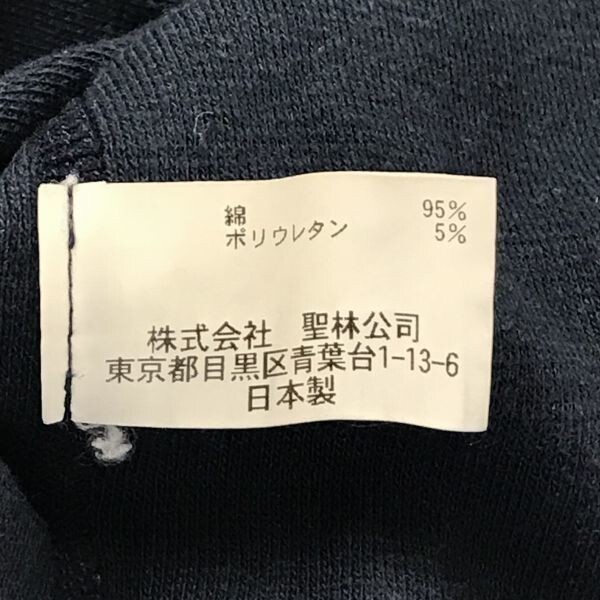 綿 95%
ポリウレタン 5%
株式会社 聖林公司
東京都目黒区青葉台1-13-6
日本製